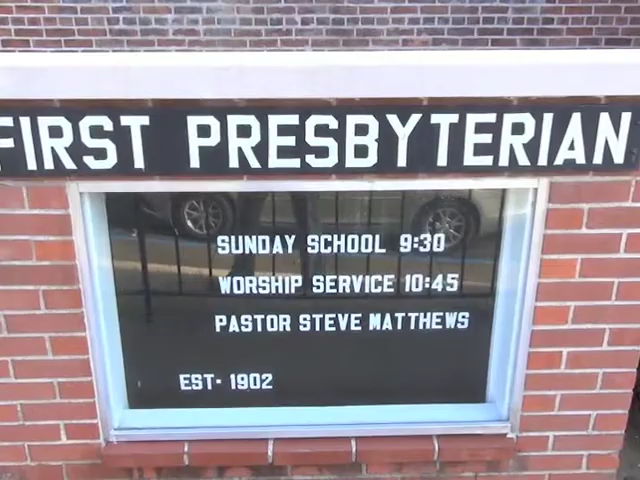 FIRST PRESBYTERIAN
SUNDAY SCHOOL 9:30
WORSHIP SERVICE 10:45
PASTOR STEVE MATTHEWS
EST· 1902